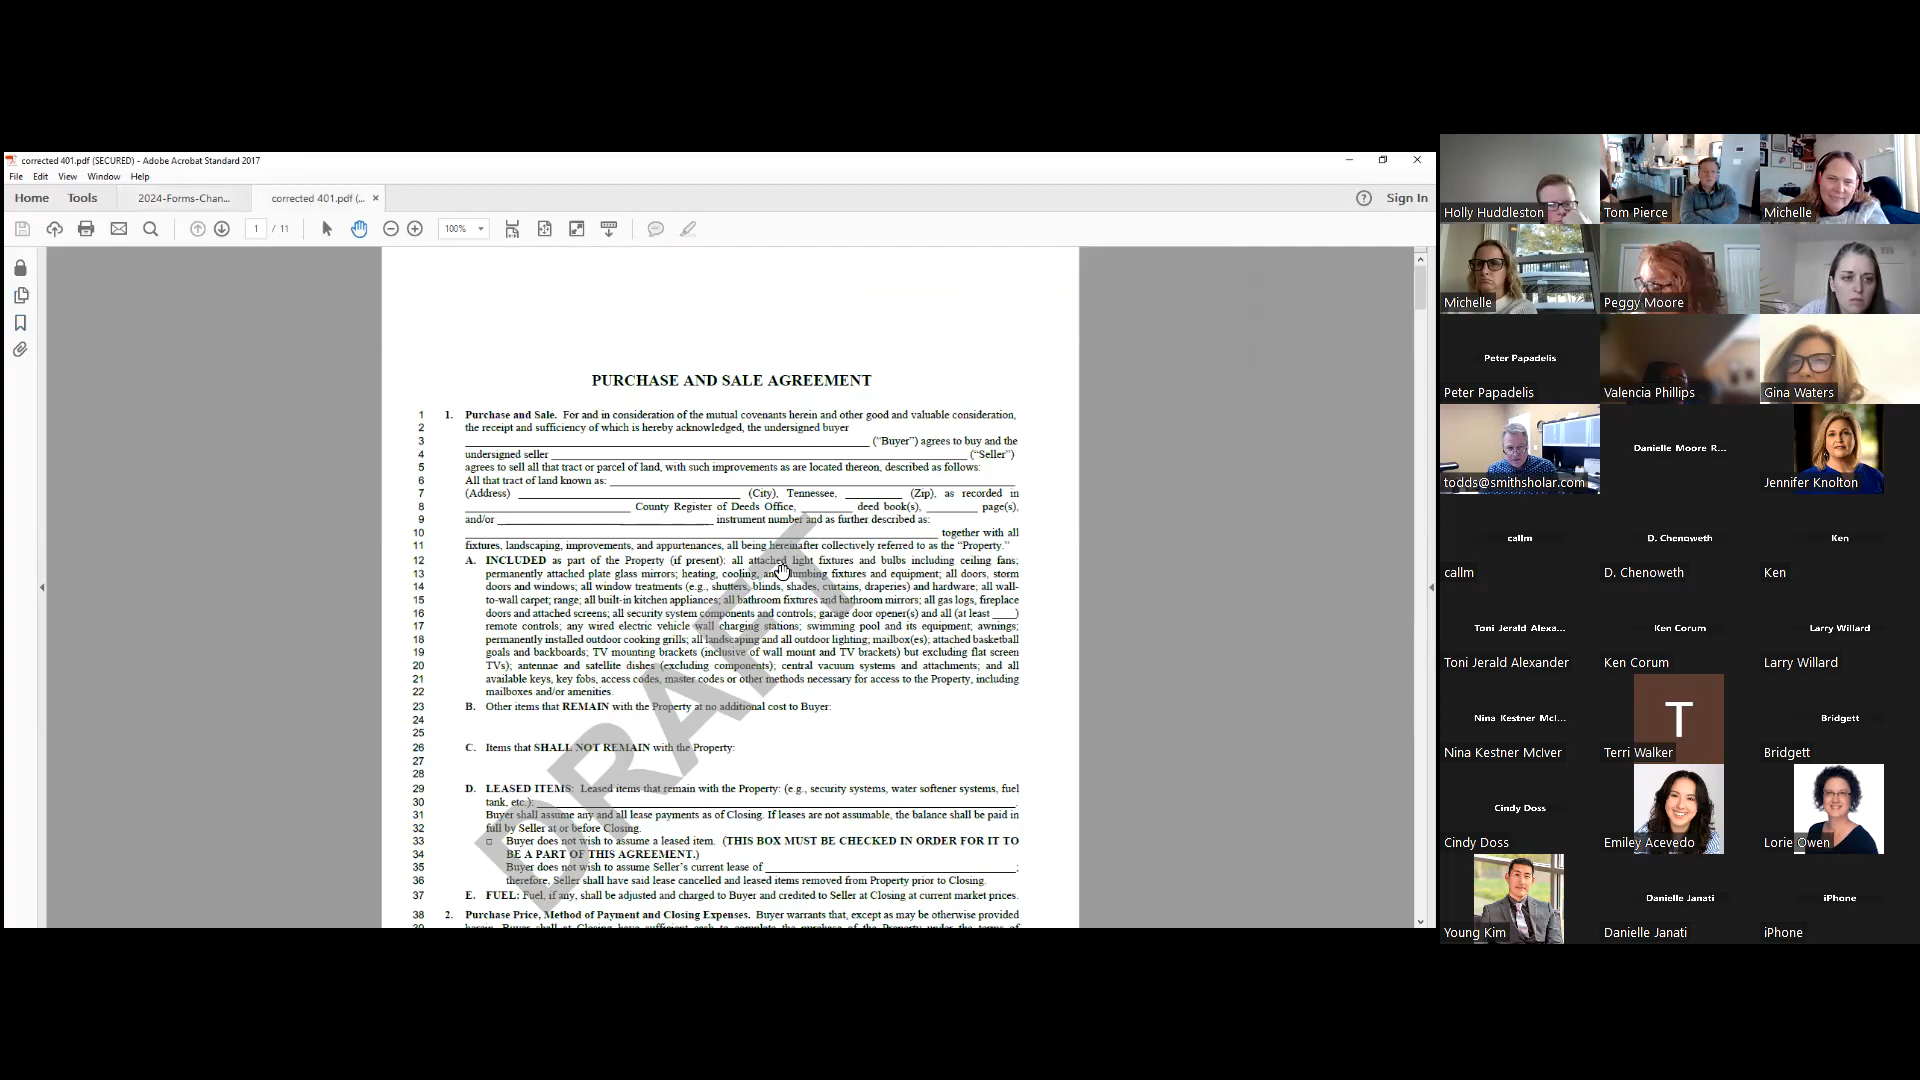 corrected 401.pdf (SECURED) - Adobe Acrobat Standard 2017
File Edit View Window Help
Home Tools 2024-Forms-Chan... corrected 401.pdf (... × Sign In
1 / 11 100%
PURCHASE AND SALE AGREEMENT
1 1. Purchase and Sale. For and in consideration of the mutual covenants herein and other good and valuable consideration,
2 the receipt and sufficiency of which is hereby acknowledged, the undersigned buyer
3 ("Buyer") agrees to buy and the
4 undersigned seller ("Seller")
5 agrees to sell all that tract or parcel of land, with such improvements as are located thereon, described as follows:
6 All that tract of land known as:
7 (Address) (City), Tennessee, (Zip), as recorded in
8 County Register of Deeds Office, deed book(s), page(s),
9 and/or instrument number and as further described as:
10 together with all
11 fixtures, landscaping, improvements, and appurtenances, all being hereinafter collectively referred to as the "Property."
12 A. INCLUDED as part of the Property (if present): all attached light fixtures and bulbs including ceiling fans;
13 permanently attached plate glass mirrors; heating, cooling, and plumbing fixtures and equipment; all doors, storm
14 doors and windows; all window treatments (e.g., shutters, blinds, shades, curtains, draperies) and hardware; all wall-
15 to-wall carpet; range; all built-in kitchen appliances; all bathroom fixtures and bathroom mirrors; all gas logs, fireplace
16 doors and attached screens; all security system components and controls; garage door opener(s) and all (at least ____)
17 remote controls; any wired electric vehicle wall charging stations; swimming pool and its equipment; awnings;
18 permanently installed outdoor cooking grills; all landscaping and all outdoor lighting; mailbox(es); attached basketball
19 goals and backboards; TV mounting brackets (inclusive of wall mount and TV brackets) but excluding flat screen
20 TVs); antennae and satellite dishes (excluding components); central vacuum systems and attachments; and all
21 available keys, key fobs, access codes, master codes or other methods necessary for access to the Property, including
22 mailboxes and/or amenities.
23 B. Other items that REMAIN with the Property at no additional cost to Buyer:
24
25
26 C. Items that SHALL NOT REMAIN with the Property:
27
28
29 D. LEASED ITEMS: Leased items that remain with the Property: (e.g., security systems, water softener systems, fuel
30 tank, etc.):
31 Buyer shall assume any and all lease payments as of Closing. If leases are not assumable, the balance shall be paid in
32 full by Seller at or before Closing.
33 □ Buyer does not wish to assume a leased item. (THIS BOX MUST BE CHECKED IN ORDER FOR IT TO
34 BE A PART OF THIS AGREEMENT.)
35 Buyer does not wish to assume Seller's current lease of ;
36 therefore, Seller shall have said lease cancelled and leased items removed from Property prior to Closing.
37 E. FUEL: Fuel, if any, shall be adjusted and charged to Buyer and credited to Seller at Closing at current market prices.
38 2. Purchase Price, Method of Payment and Closing Expenses. Buyer warrants that, except as may be otherwise provided
DRAFT
Holly Huddleston
Tom Pierce
Michelle
Michelle
Peggy Moore
Peter Papadelis
Peter Papadelis
Valencia Phillips
Gina Waters
todds@smithsholar.com
Danielle Moore R...
Jennifer Knolton
callm
callm
D. Chenoweth
D. Chenoweth
Ken
Ken
Toni Jerald Alexa...
Toni Jerald Alexander
Ken Corum
Ken Corum
Larry Willard
Larry Willard
Nina Kestner McI...
Nina Kestner McIver
T
Terri Walker
Bridgett
Bridgett
Cindy Doss
Cindy Doss
Emiley Acevedo
Lorie Owen
Young Kim
Danielle Janati
Danielle Janati
iPhone
iPhone